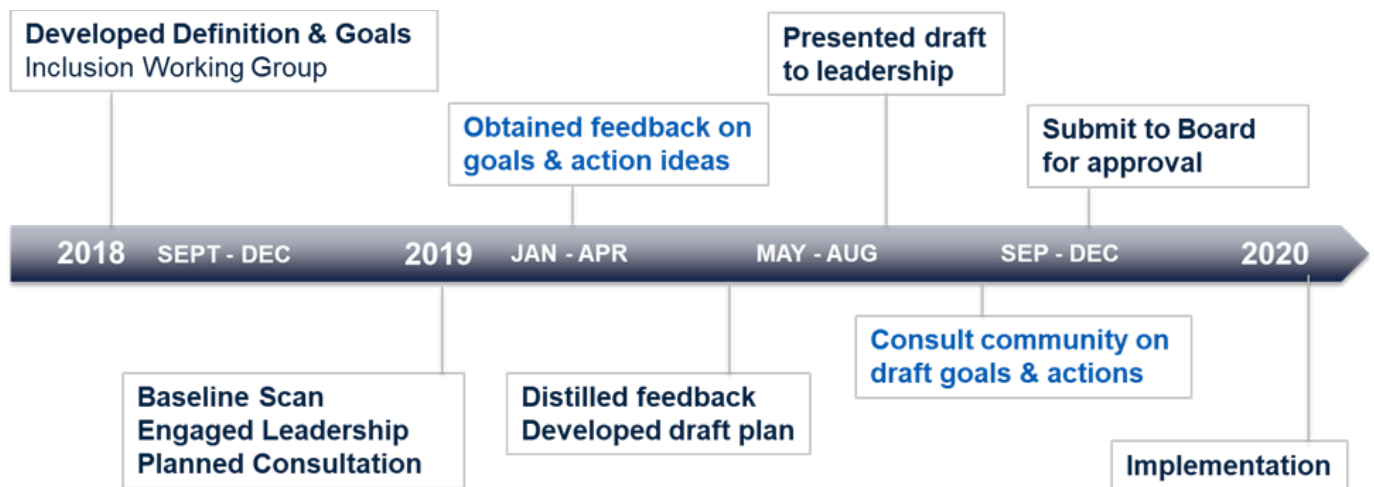 Developed Definition & Goals
Inclusion Working Group
Presented draft
to leadership
Obtained feedback on
goals & action ideas
Submit to Board
for approval
2018 SEPT - DEC 2019 JAN - APR MAY - AUG SEP - DEC 2020
Consult community on
draft goals & actions
Baseline Scan
Engaged Leadership
Planned Consultation
Distilled feedback
Developed draft plan
Implementation